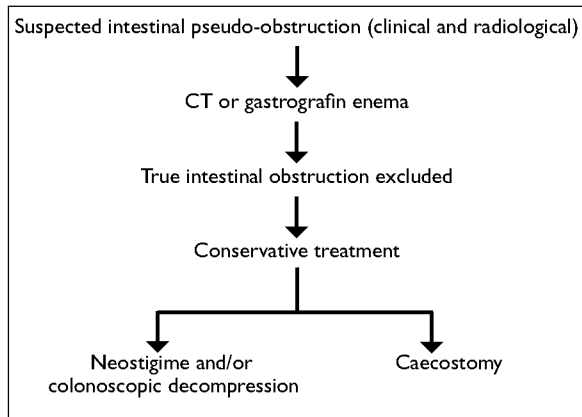 Suspected intestinal pseudo-obstruction (clinical and radiological)
CT or gastrografin enema
True intestinal obstruction excluded
Conservative treatment
Neostigime and/or
colonoscopic decompression
Caecostomy